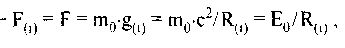 - F₍ₜ₎ = F = m₀·g₍ₜ₎ = m₀·c²/R₍ₜ₎ = E₀/R₍ₜ₎ ,